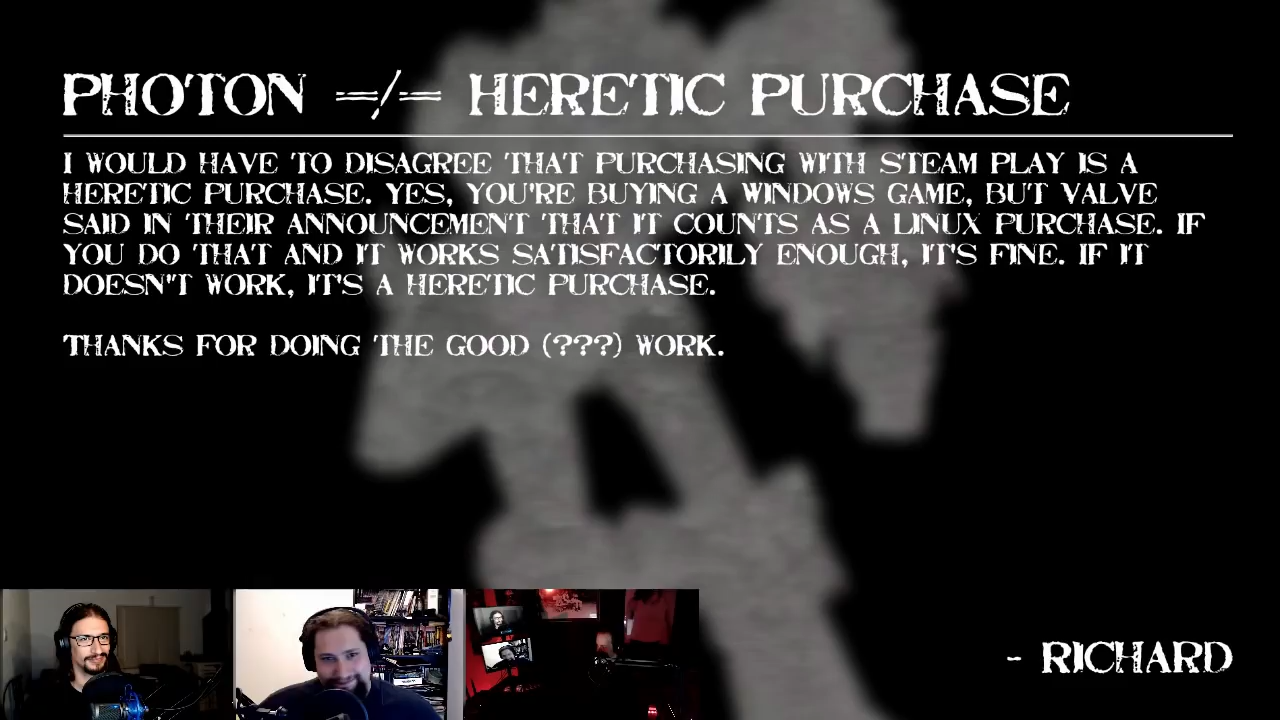 PHOTON =/= HERETIC PURCHASE
I WOULD HAVE TO DISAGREE THAT PURCHASING WITH STEAM PLAY IS A
HERETIC PURCHASE. YES, YOU'RE BUYING A WINDOWS GAME, BUT VALVE
SAID IN THEIR ANNOUNCEMENT THAT IT COUNTS AS A LINUX PURCHASE. IF
YOU DO THAT AND IT WORKS SATISFACTORILY ENOUGH, IT'S FINE. IF IT
DOESN'T WORK, IT'S A HERETIC PURCHASE.
THANKS FOR DOING THE GOOD (???) WORK.
- RICHARD